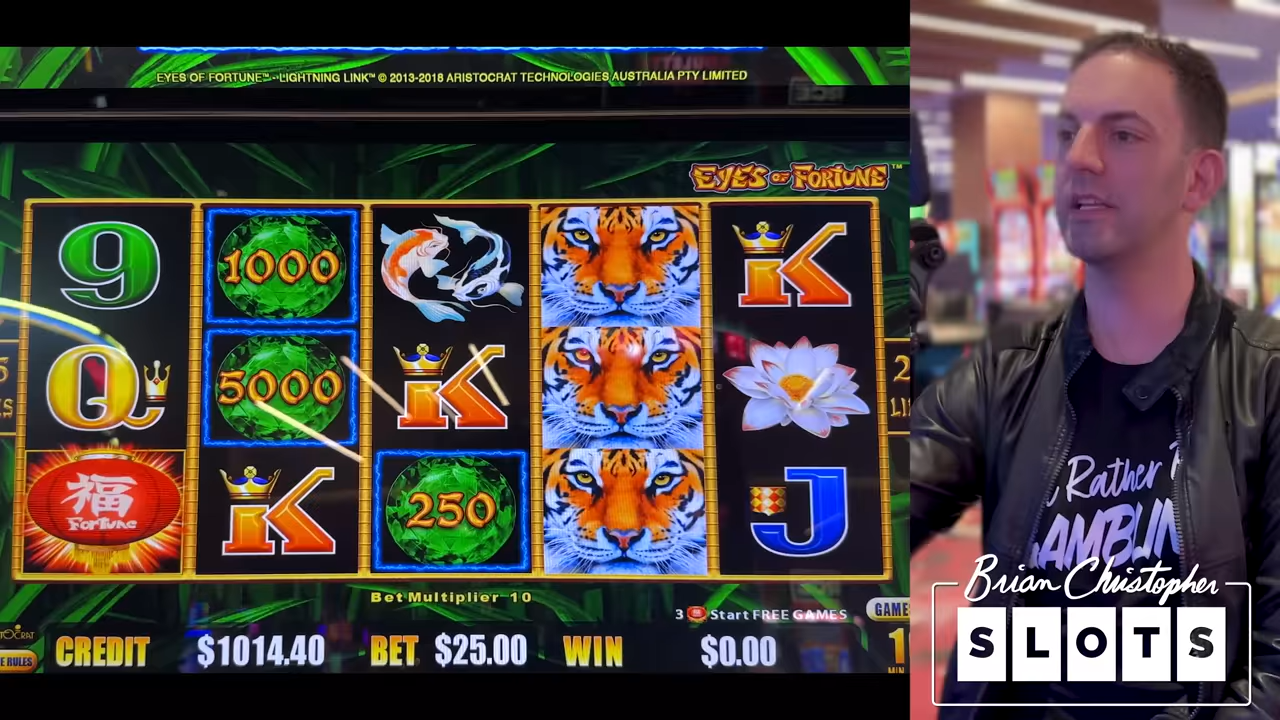 EYES OF FORTUNE™ - LIGHTNING LINK™ © 2013-2018 ARISTOCRAT TECHNOLOGIES AUSTRALIA PTY LIMITED
EYES OF FORTUNE™
9
1000
K
Q
5000
K
福
FORTUNE
K
250
J
Bet Multiplier 10
3 Start FREE GAMES
GAME
CREDIT $1014.40 BET $25.00 WIN $0.00
Rather
Brian Christopher
SLOTS